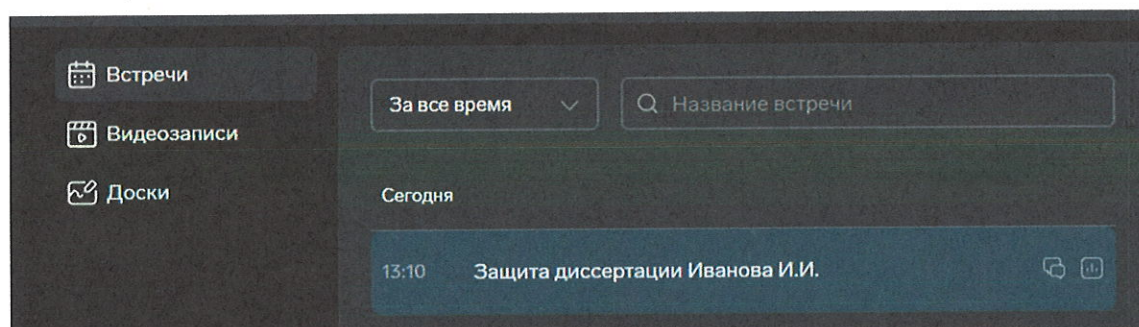 Встречи
Видеозаписи
Доски
За все время
Название встречи
Сегодня
13:10 Защита диссертации Иванова И.И.